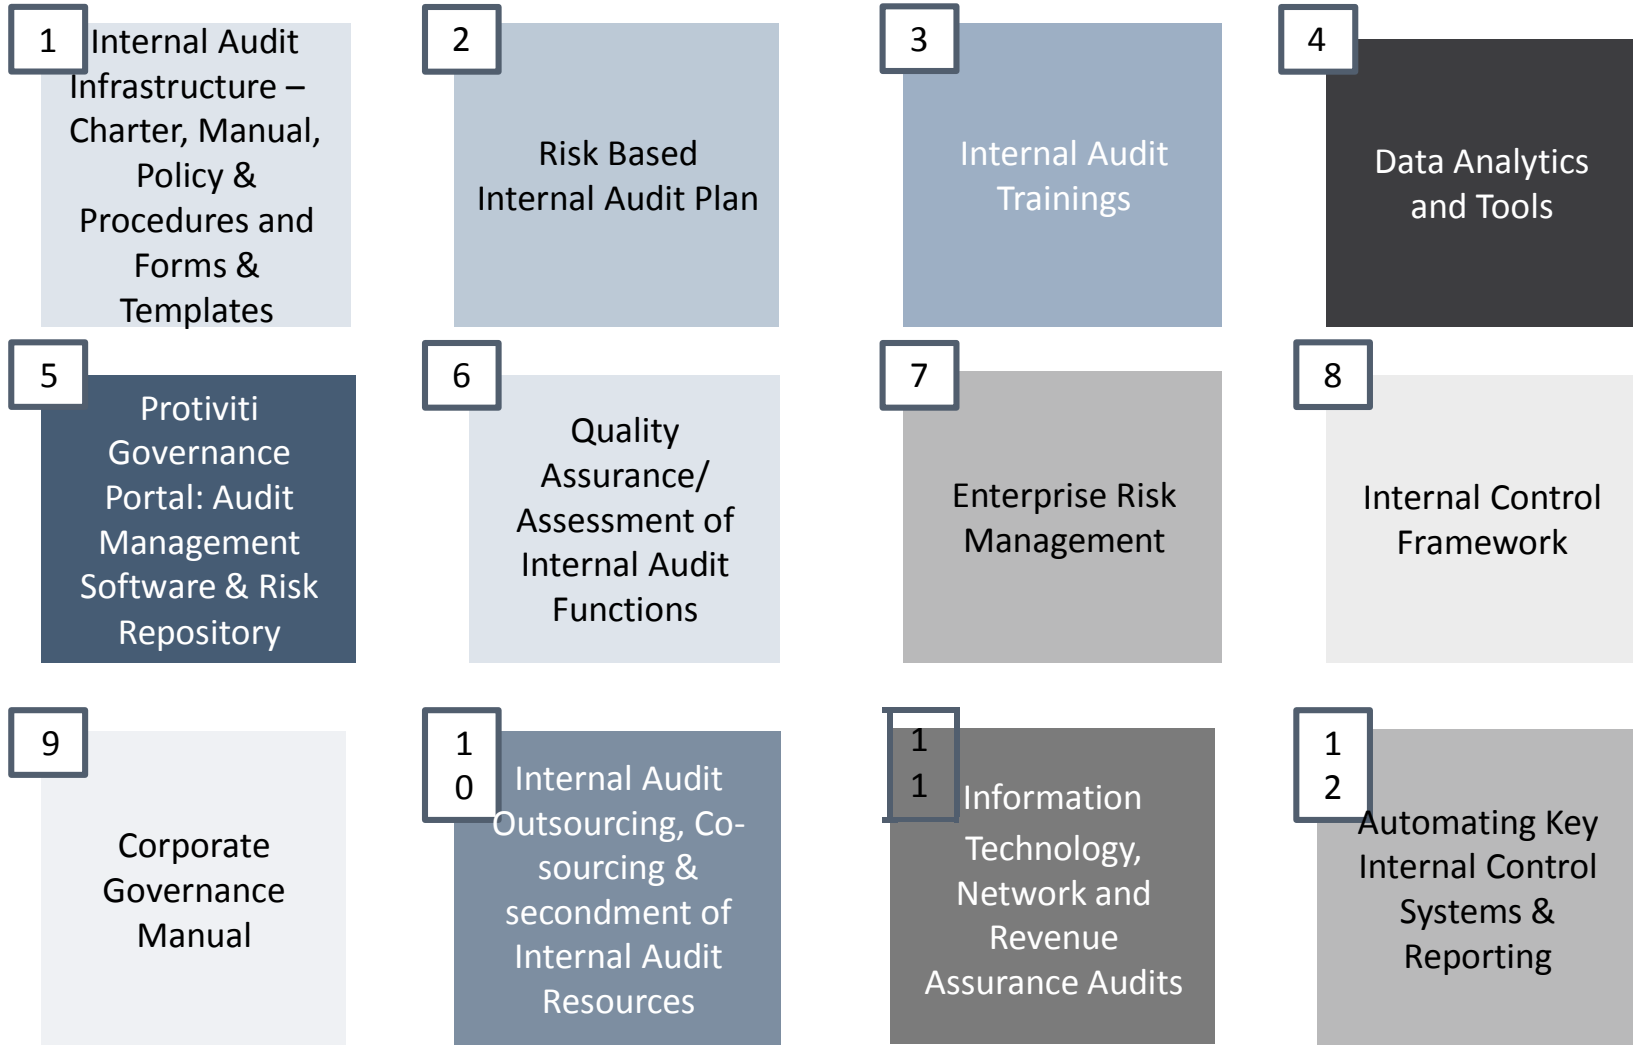 1
Internal Audit
Infrastructure –
Charter, Manual,
Policy &
Procedures and
Forms &
Templates
2
Risk Based
Internal Audit Plan
3
Internal Audit
Trainings
4
Data Analytics
and Tools
5
Protiviti
Governance
Portal: Audit
Management
Software & Risk
Repository
6
Quality
Assurance/
Assessment of
Internal Audit
Functions
7
Enterprise Risk
Management
8
Internal Control
Framework
9
Corporate
Governance
Manual
1
0
Internal Audit
Outsourcing, Co-
sourcing &
secondment of
Internal Audit
Resources
1
1
Information
Technology,
Network and
Revenue
Assurance Audits
1
2
Automating Key
Internal Control
Systems &
Reporting